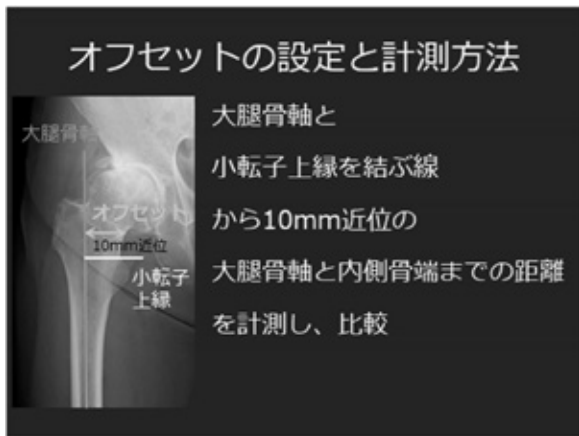 オフセットの設定と計測方法
大腿骨軸
オフセット
10mm近位
小転子
上縁
大腿骨軸と
小転子上縁を結ぶ線
から10mm近位の
大腿骨軸と内側骨端までの距離
を計測し、比較